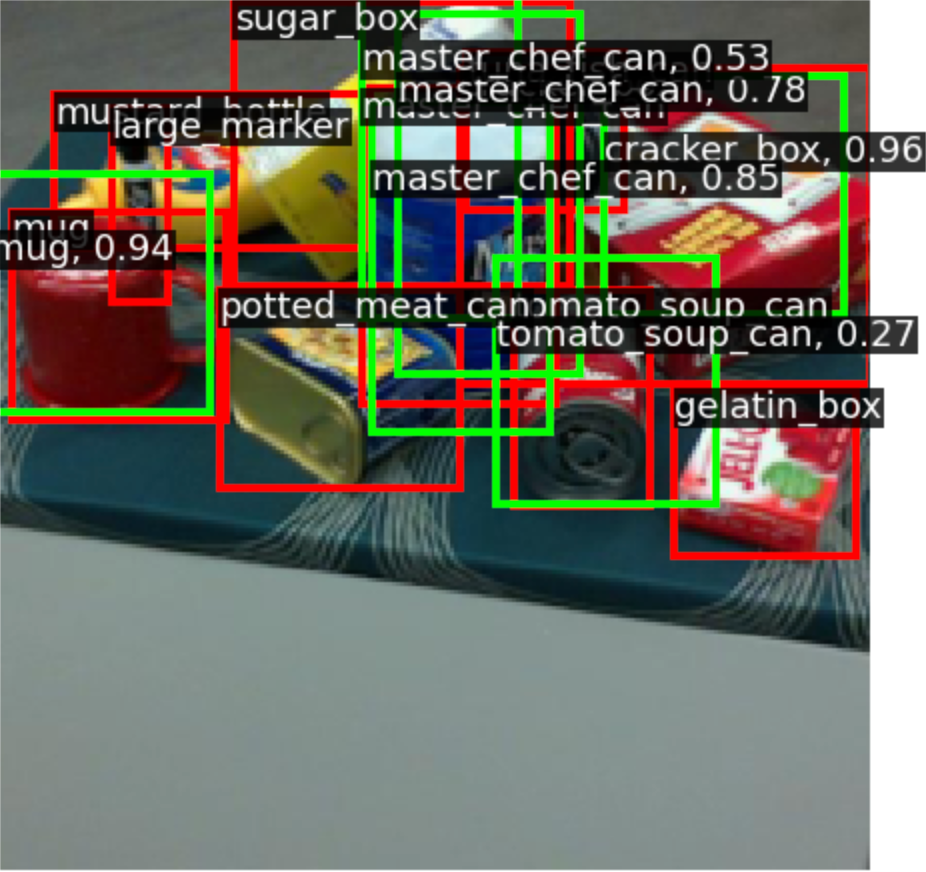 sugar_box
master_chef_can, 0.53
master_chef_can, 0.78
mustard_bottle
master_chef_can
large_marker
cracker_box, 0.96
master_chef_can, 0.85
mug
mug, 0.94
potted_meat_can
tomato_soup_can
tomato_soup_can, 0.27
gelatin_box
JELL